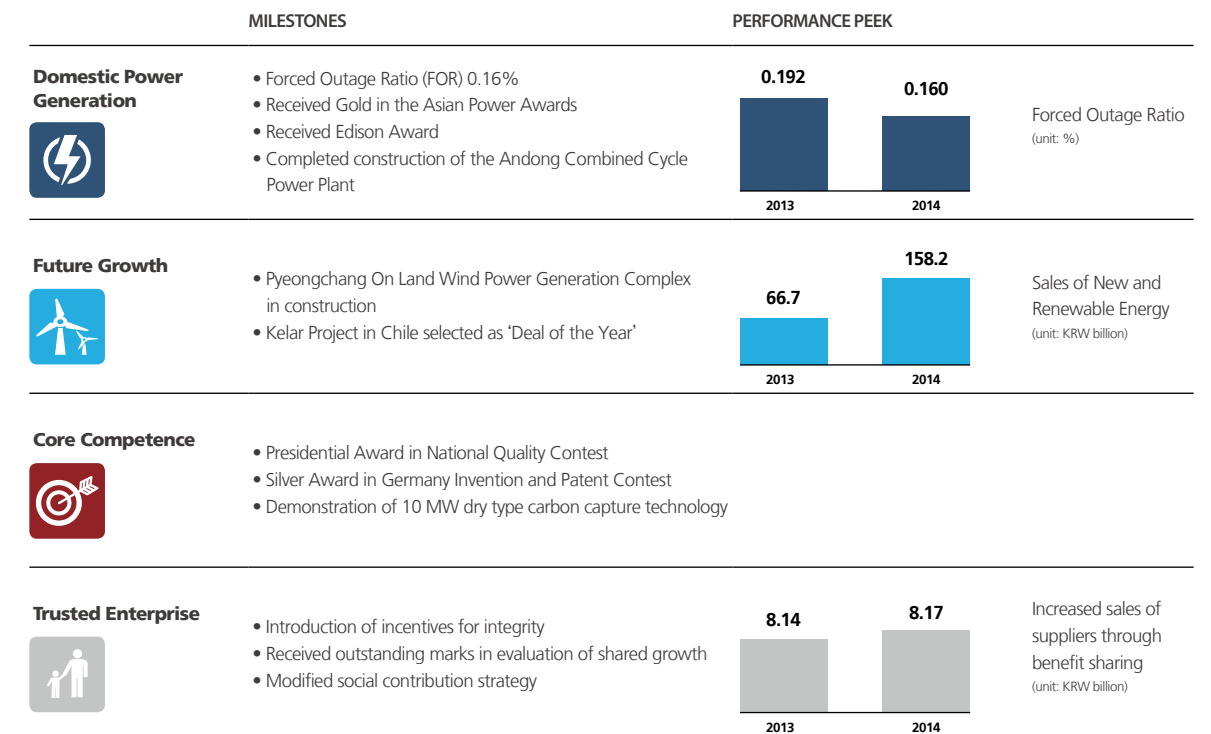 MILESTONES
PERFORMANCE PEEK
Domestic Power
Generation
• Forced Outage Ratio (FOR) 0.16%
• Received Gold in the Asian Power Awards
• Received Edison Award
• Completed construction of the Andong Combined Cycle
Power Plant
0.192
0.160
2013
2014
Forced Outage Ratio
(unit: %)
Future Growth
• Pyeongchang On Land Wind Power Generation Complex
in construction
• Kelar Project in Chile selected as ‘Deal of the Year’
66.7
158.2
2013
2014
Sales of New and
Renewable Energy
(unit: KRW billion)
Core Competence
• Presidential Award in National Quality Contest
• Silver Award in Germany Invention and Patent Contest
• Demonstration of 10 MW dry type carbon capture technology
Trusted Enterprise
• Introduction of incentives for integrity
• Received outstanding marks in evaluation of shared growth
• Modified social contribution strategy
8.14
8.17
2013
2014
Increased sales of
suppliers through
benefit sharing
(unit: KRW billion)